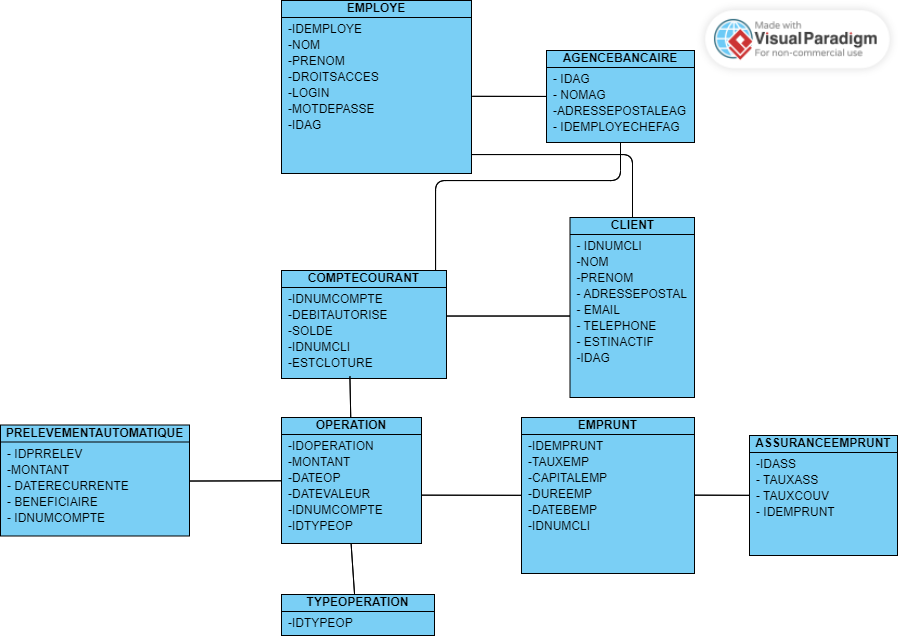 EMPLOYE
-IDEMPLOYE
-NOM
-PRENOM
-DROITSACCES
-LOGIN
-MOTDEPASSE
-IDAG
Made with
VisualParadigm
For non-commercial use
AGENCEBANCAIRE
- IDAG
- NOMAG
-ADRESSEPOSTALEAG
- IDEMPLOYECHEFAG
CLIENT
- IDNUMCLI
-NOM
-PRENOM
- ADRESSEPOSTAL
- EMAIL
- TELEPHONE
- ESTINACTIF
-IDAG
COMPTECOURANT
-IDNUMCOMPTE
-DEBITAUTORISE
-SOLDE
-IDNUMCLI
-ESTCLOTURE
PRELEVEMENTAUTOMATIQUE
- IDPRRELEV
-MONTANT
- DATERECURRENTE
- BENEFICIAIRE
- IDNUMCOMPTE
OPERATION
-IDOPERATION
-MONTANT
-DATEOP
-DATEVALEUR
-IDNUMCOMPTE
-IDTYPEOP
EMPRUNT
-IDEMPRUNT
-TAUXEMP
-CAPITALEMP
-DUREEMP
-DATEBEMP
-IDNUMCLI
ASSURANCEEMPRUNT
-IDASS
- TAUXASS
- TAUXCOUV
- IDEMPRUNT
TYPEOPERATION
-IDTYPEOP